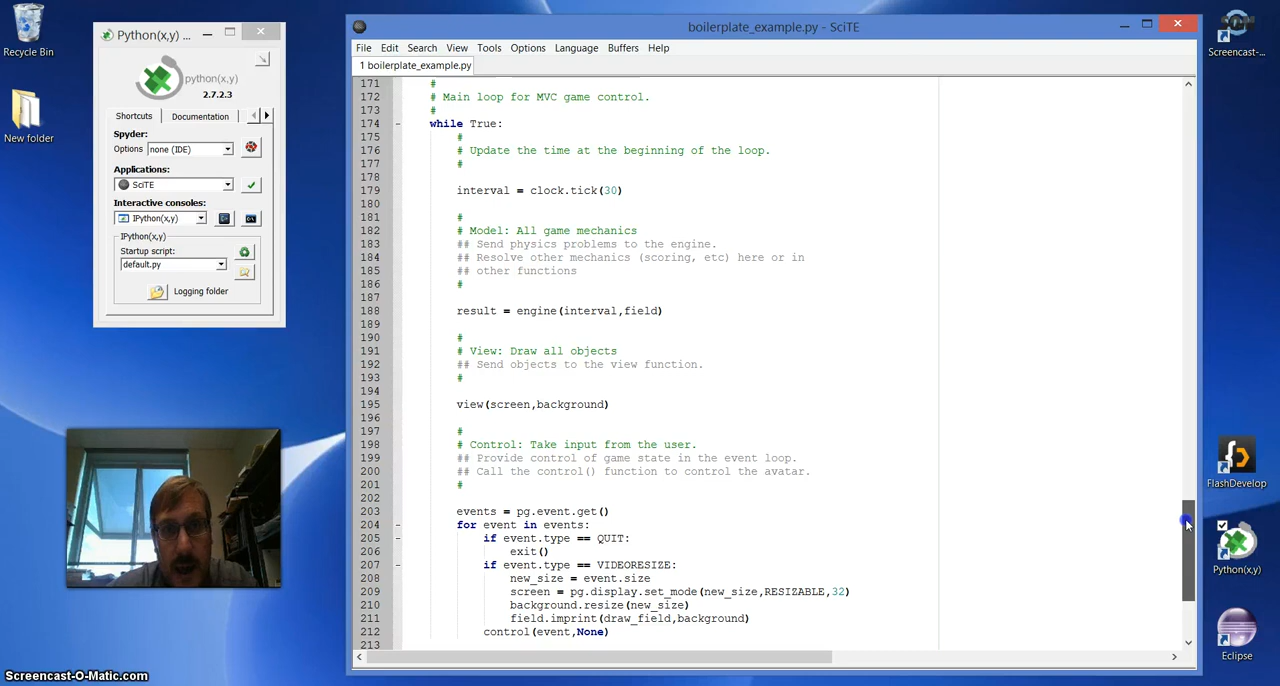 Recycle Bin
New folder
Python(x,y) ...
python(x,y)
2.7.2.3
Shortcuts
Documentation
Spyder:
Options
none (IDE)
Applications:
SciTE
Interactive consoles:
IPython(x,y)
IPython(x,y)
Startup script:
default.py
Logging folder
boilerplate_example.py - SciTE
File Edit Search View Tools Options Language Buffers Help
1 boilerplate_example.py
171 #
172 # Main loop for MVC game control.
173 #
174 - while True:
175 #
176 # Update the time at the beginning of the loop.
177 #
178
179 interval = clock.tick(30)
180
181 #
182 # Model: All game mechanics
183 ## Send physics problems to the engine.
184 ## Resolve other mechanics (scoring, etc) here or in
185 ## other functions
186 #
187
188 result = engine(interval,field)
189
190 #
191 # View: Draw all objects
192 ## Send objects to the view function.
193 #
194
195 view(screen,background)
196
197 #
198 # Control: Take input from the user.
199 ## Provide control of game state in the event loop.
200 ## Call the control() function to control the avatar.
201 #
202
203 events = pg.event.get()
204 - for event in events:
205 - if event.type == QUIT:
206 exit()
207 - if event.type == VIDEORESIZE:
208 new_size = event.size
209 screen = pg.display.set_mode(new_size,RESIZABLE,32)
210 background.resize(new_size)
211 field.imprint(draw_field,background)
212 control(event,None)
213
Screencast-...
FlashDevelop
Python(x,y)
Eclipse
Screencast-O-Matic.com